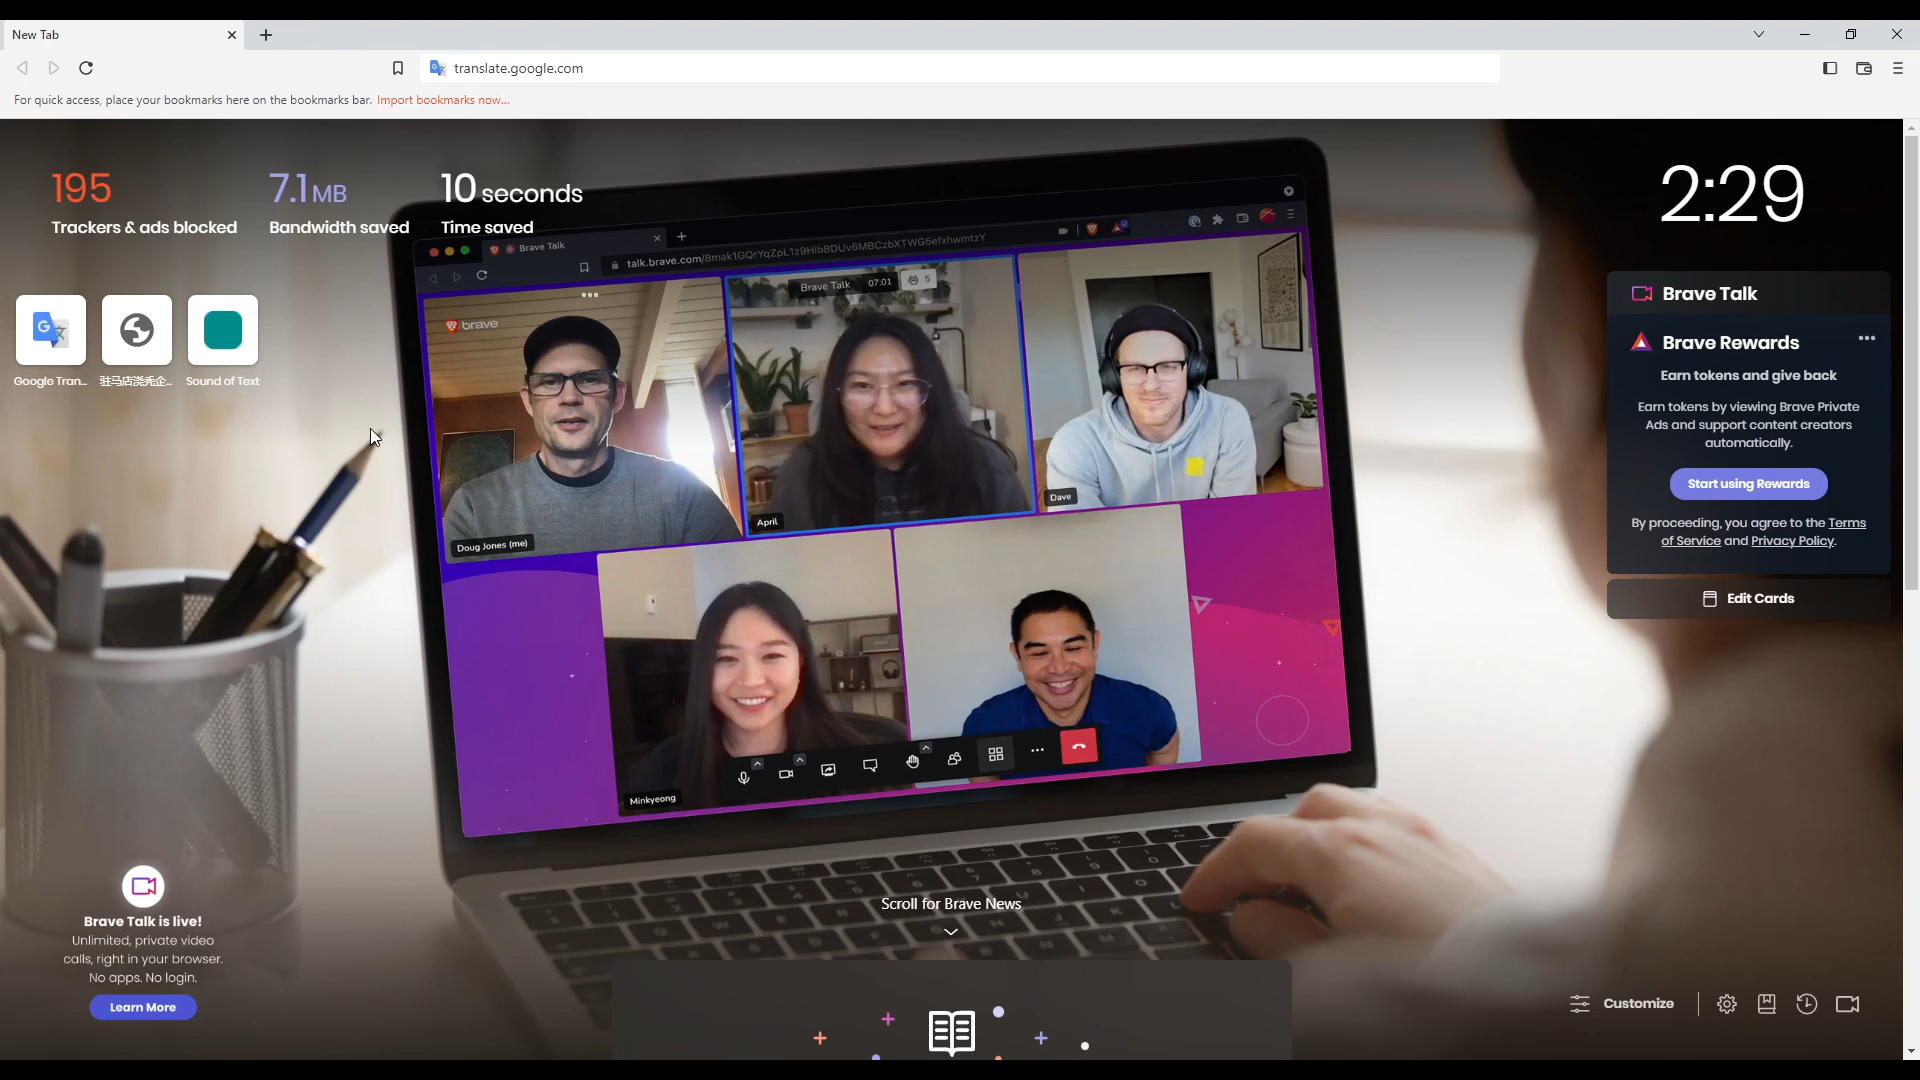 New Tab
translate.google.com
For quick access, place your bookmarks here on the bookmarks bar. Import bookmarks now...
195
Trackers & ads blocked
7.1 MB
Bandwidth saved
10 seconds
Time saved
2:29
Brave Talk
talk.brave.com/
Brave Talk 07:01 5
brave
Google Tran...
Sound of Text
Doug Jones (me)
April
Dave
Minkyeong
Brave Talk
Brave Rewards
Earn tokens and give back
Earn tokens by viewing Brave Private
Ads and support content creators
automatically.
Start using Rewards
By proceeding, you agree to the Terms
of Service and Privacy Policy.
Edit Cards
Scroll for Brave News
Brave Talk is live!
Unlimited, private video
calls, right in your browser.
No apps. No login.
Learn More
Customize